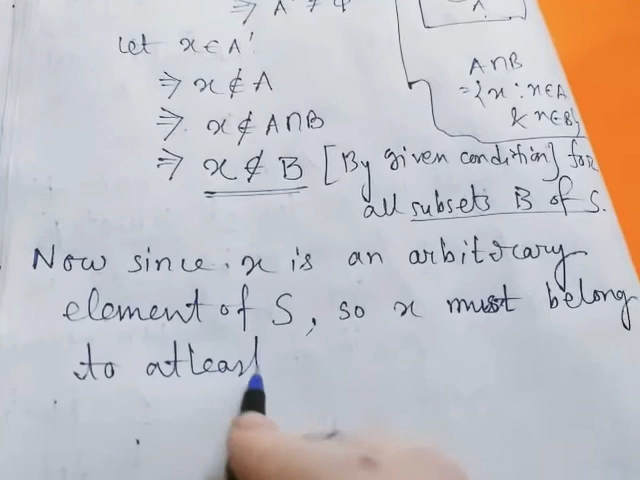 ⇒ A' ≠ φ
A
Let x ∈ A'
⇒ x ∉ A
⇒ x ∉ A∩B
⇒ x ∉ B [By given condition] for
all subsets B of S.
A∩B
= {x : x ∈ A
& x ∈ B}
Now since x is an arbitrary
element of S, so x must belong
to atleast